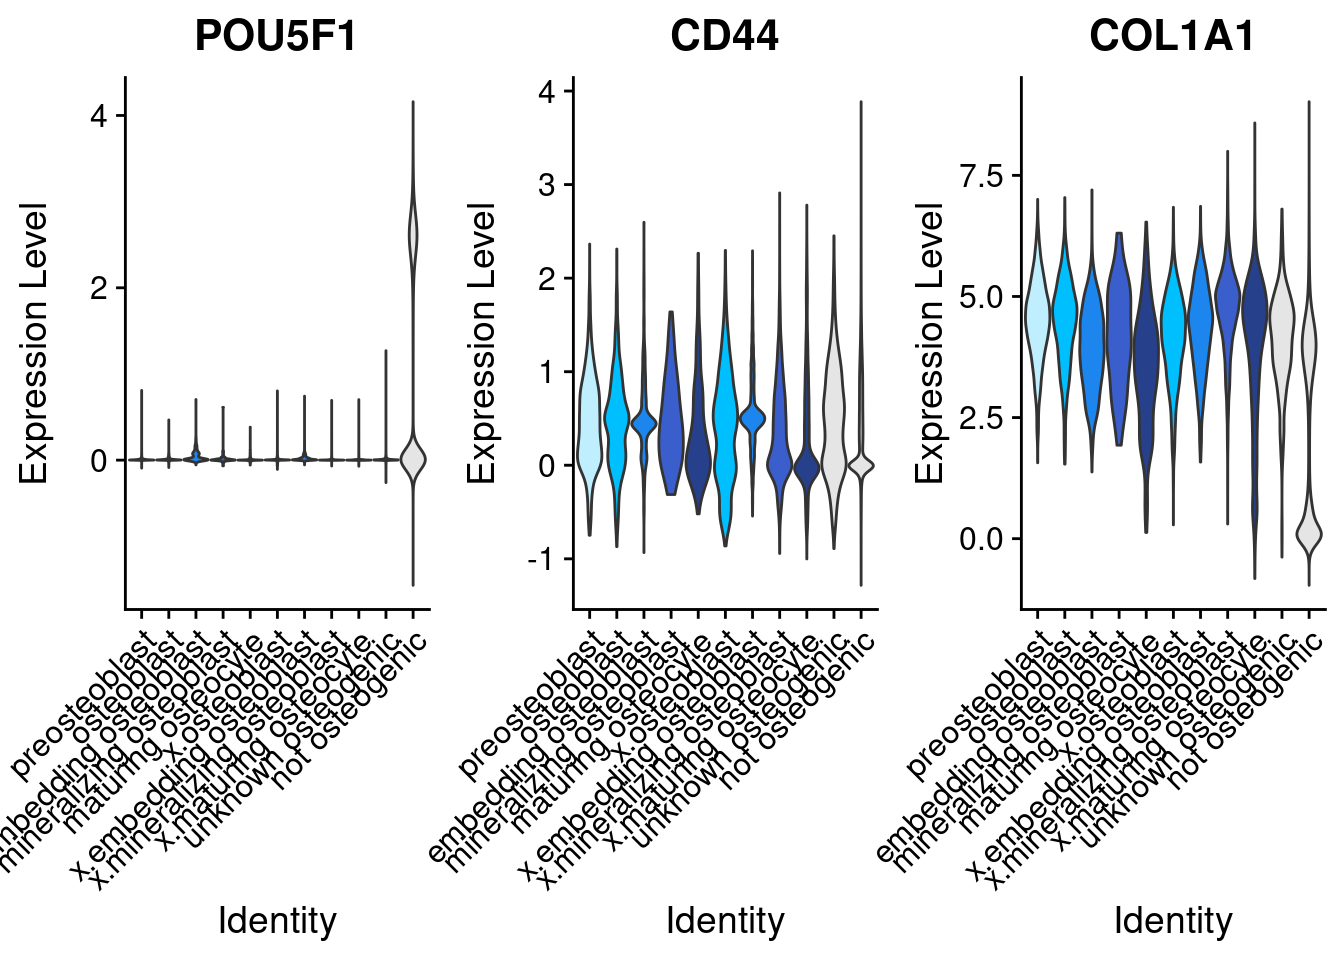 POU5F1
CD44
COL1A1
Expression Level
4
2
0
preosteoblast
osteoblast
embedding osteoblast
mineralizing osteoblast
maturing osteocyte
x.osteoblast
x.embedding osteoblast
x.mineralizing osteoblast
x.maturing osteocyte
unknown osteogenic
not osteogenic
Identity
Expression Level
4
3
2
1
0
-1
preosteoblast
osteoblast
embedding osteoblast
mineralizing osteoblast
maturing osteocyte
x.osteoblast
x.embedding osteoblast
x.mineralizing osteoblast
x.maturing osteocyte
unknown osteogenic
not osteogenic
Identity
Expression Level
7.5
5.0
2.5
0.0
preosteoblast
osteoblast
embedding osteoblast
mineralizing osteoblast
maturing osteocyte
x.osteoblast
x.embedding osteoblast
x.mineralizing osteoblast
x.maturing osteocyte
unknown osteogenic
not osteogenic
Identity